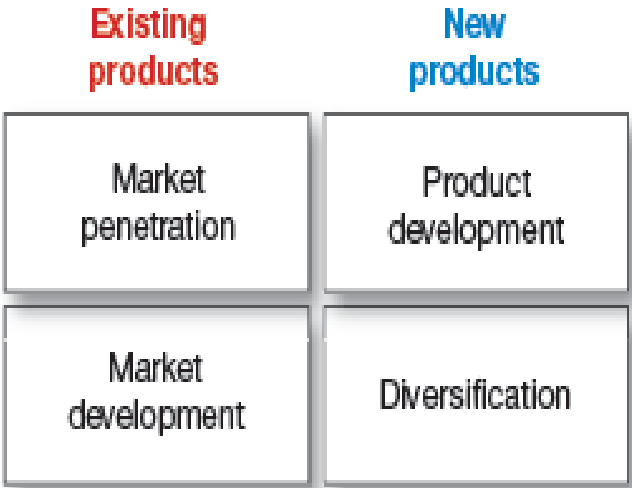 Existing
products
New
products
Market
penetration
Product
development
Market
development
Diversification